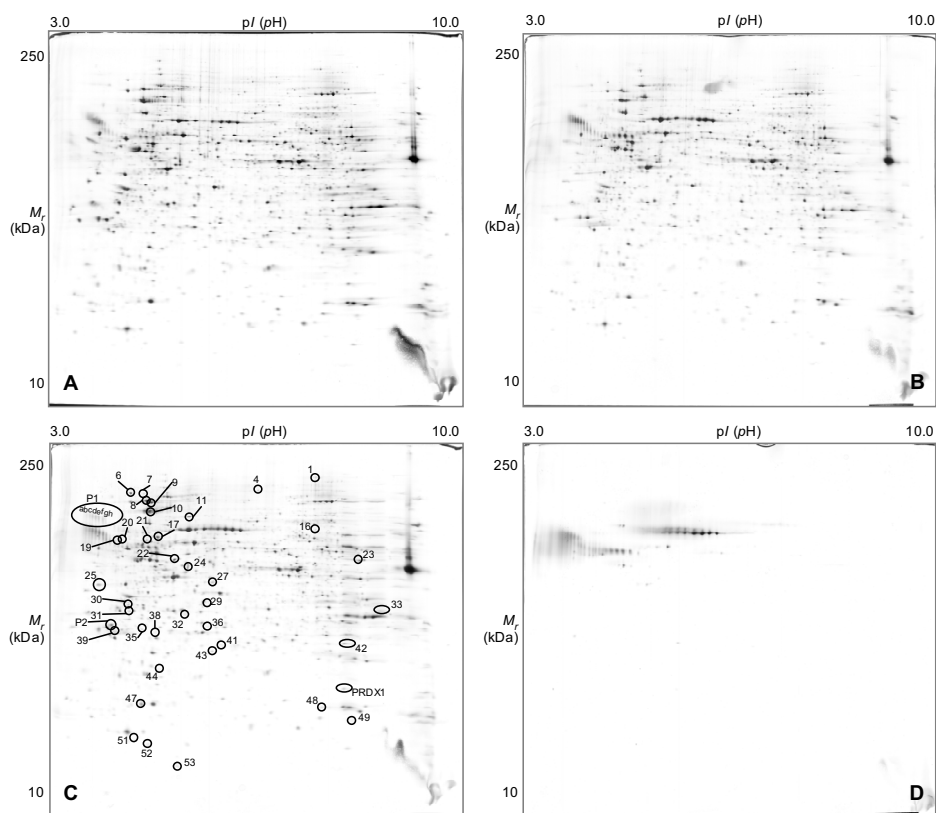 3.0 pI (pH) 10.0
3.0 pI (pH) 10.0
250
Mr
(kDa)
10
A
B
3.0 pI (pH) 10.0
3.0 pI (pH) 10.0
250
250
1
4
6
7
9
P1
8
abcdefgh
10
11
20
21
17
16
19
22
23
24
25
27
30
29
33
31
32
P2
38
36
35
39
41
42
43
44
PRDX1
47
48
49
51
52
53
Mr
(kDa)
Mr
(kDa)
Mr
(kDa)
10
10
10
C
D
250